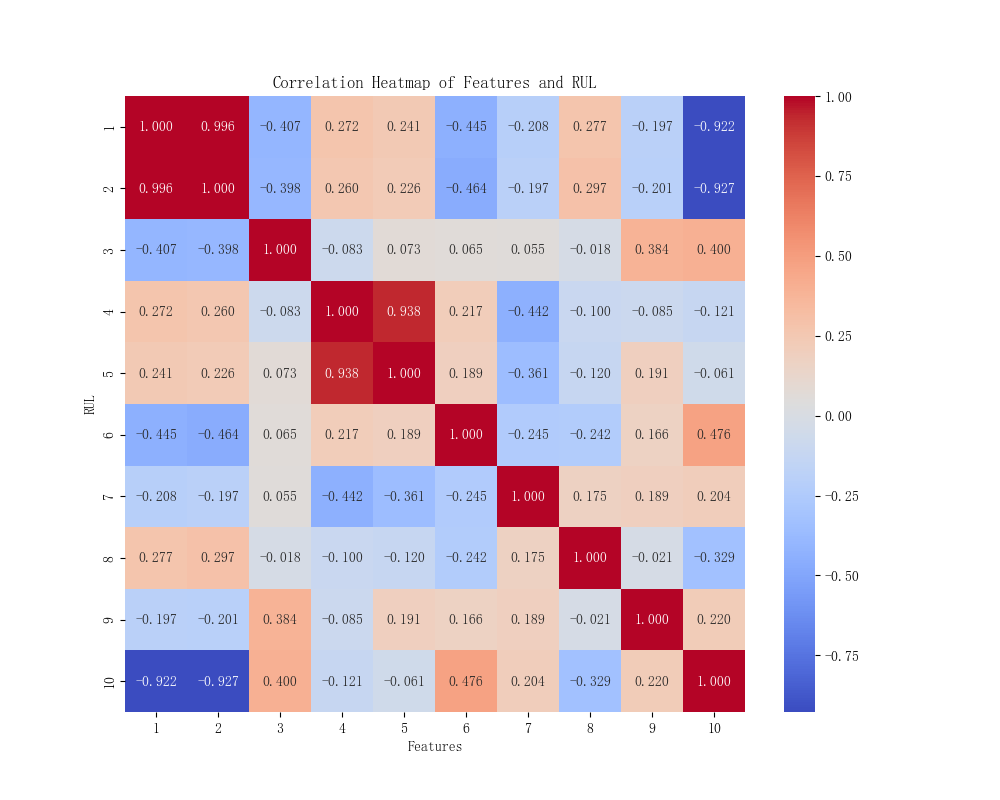 Correlation Heatmap of Features and RUL
1 1.000 0.996 -0.407 0.272 0.241 -0.445 -0.208 0.277 -0.197 -0.922
2 0.996 1.000 -0.398 0.260 0.226 -0.464 -0.197 0.297 -0.201 -0.927
3 -0.407 -0.398 1.000 -0.083 0.073 0.065 0.055 -0.018 0.384 0.400
4 0.272 0.260 -0.083 1.000 0.938 0.217 -0.442 -0.100 -0.085 -0.121
5 0.241 0.226 0.073 0.938 1.000 0.189 -0.361 -0.120 0.191 -0.061
RUL
6 -0.445 -0.464 0.065 0.217 0.189 1.000 -0.245 -0.242 0.166 0.476
7 -0.208 -0.197 0.055 -0.442 -0.361 -0.245 1.000 0.175 0.189 0.204
8 0.277 0.297 -0.018 -0.100 -0.120 -0.242 0.175 1.000 -0.021 -0.329
9 -0.197 -0.201 0.384 -0.085 0.191 0.166 0.189 -0.021 1.000 0.220
10 -0.922 -0.927 0.400 -0.121 -0.061 0.476 0.204 -0.329 0.220 1.000
1 2 3 4 5 6 7 8 9 10
Features
1.00
0.75
0.50
0.25
0.00
-0.25
-0.50
-0.75